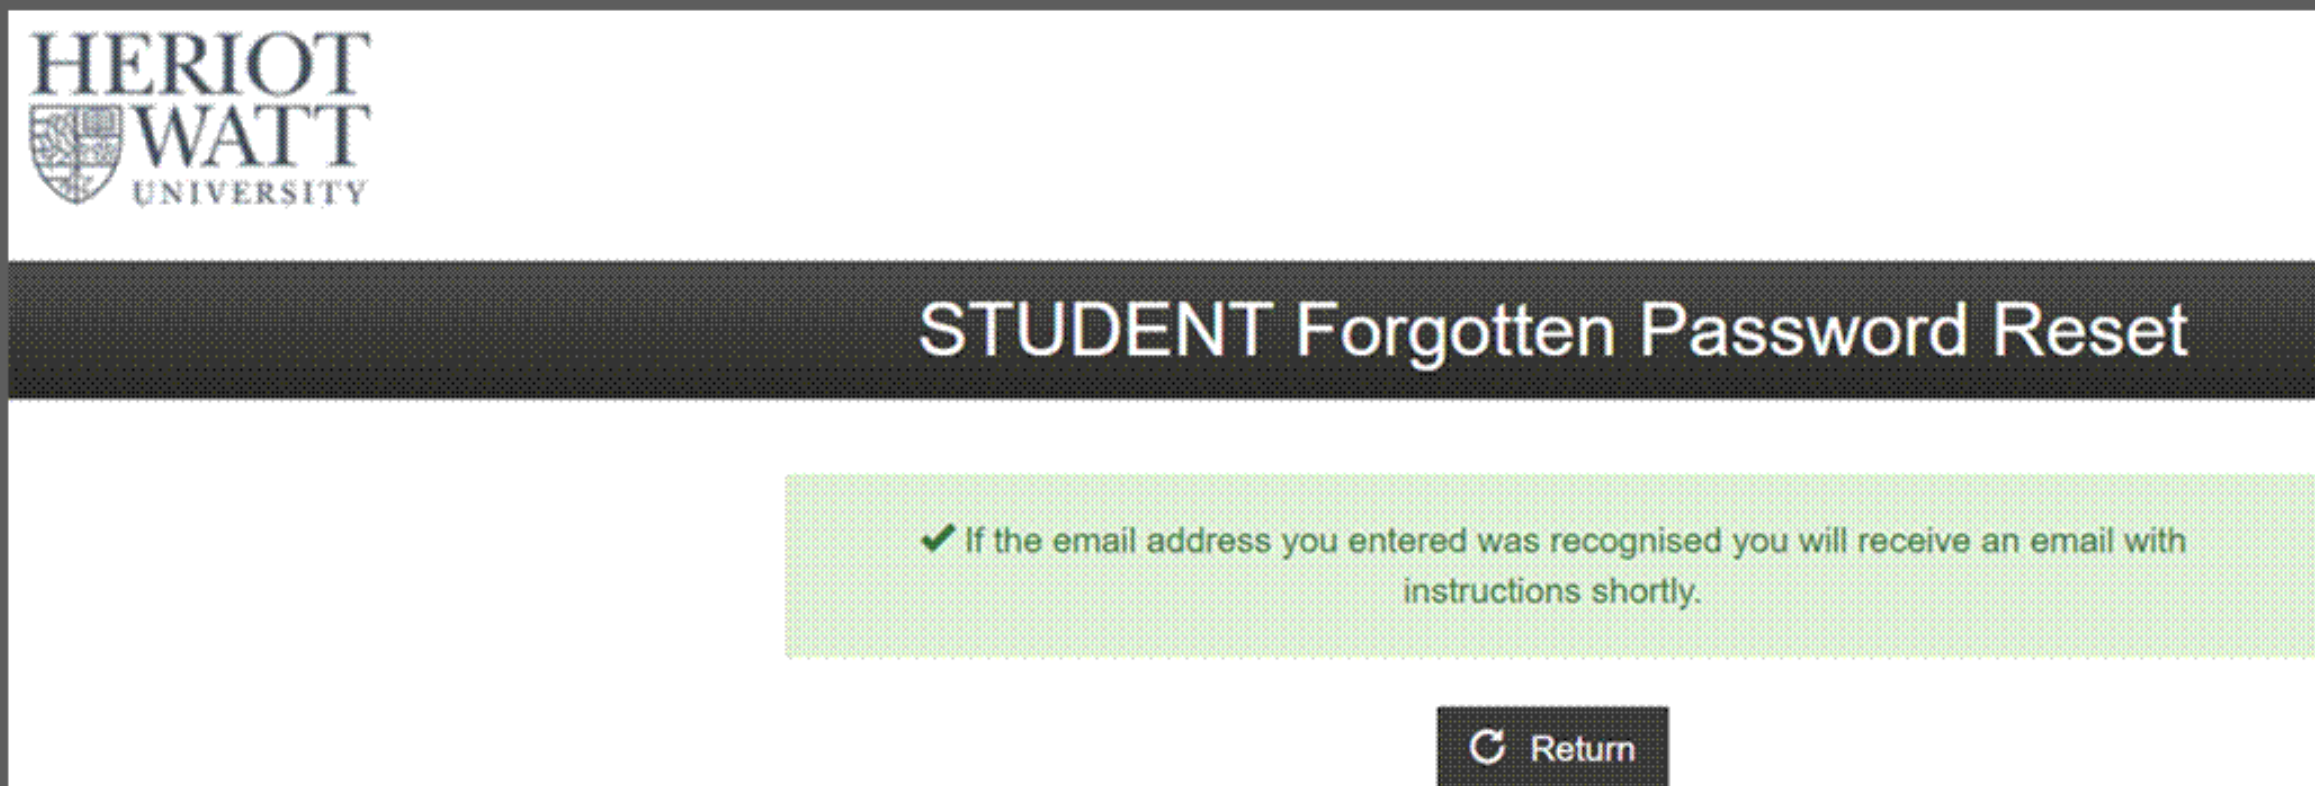 HERIOT
WATT
UNIVERSITY
STUDENT Forgotten Password Reset
If the email address you entered was recognised you will receive an email with
instructions shortly.
Return